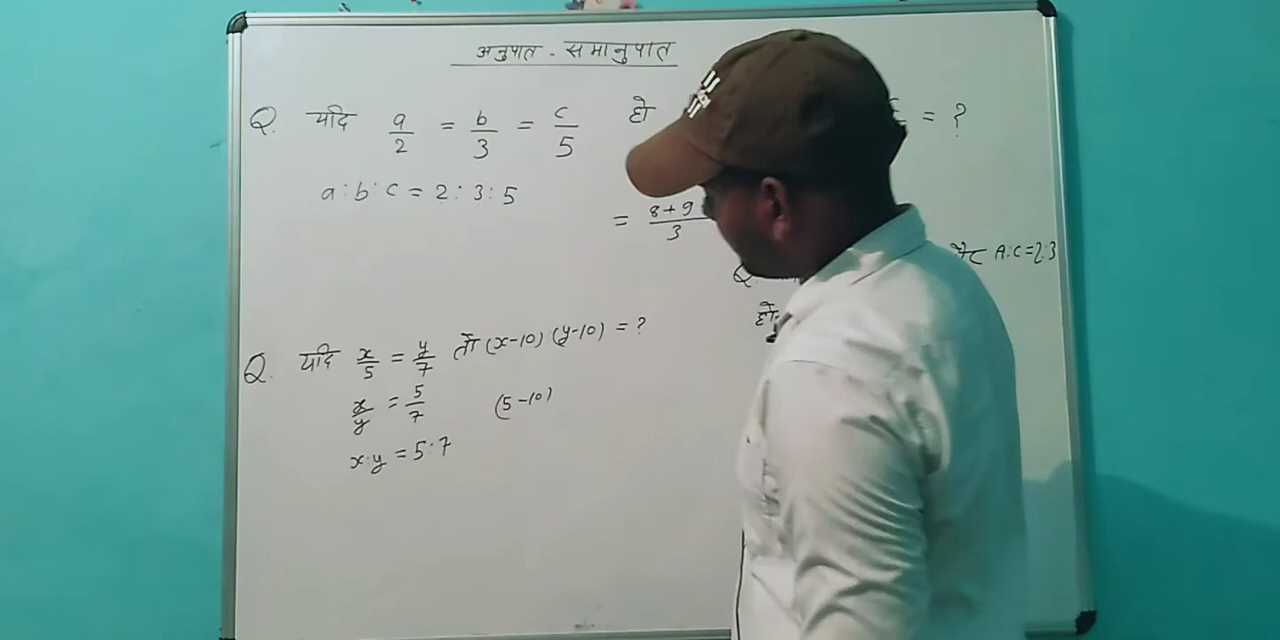 अनुपात - समानुपात
Q. यदि a/2 = b/3 = c/5 हो = ?
a : b : c = 2 : 3 : 5
= 8+9/3
Q. A:C=2:3
हो
Q. यदि x/5 = y/7 तो (x-10) (y-10) = ?
x/y = 5/7 (5-10)
x:y = 5:7